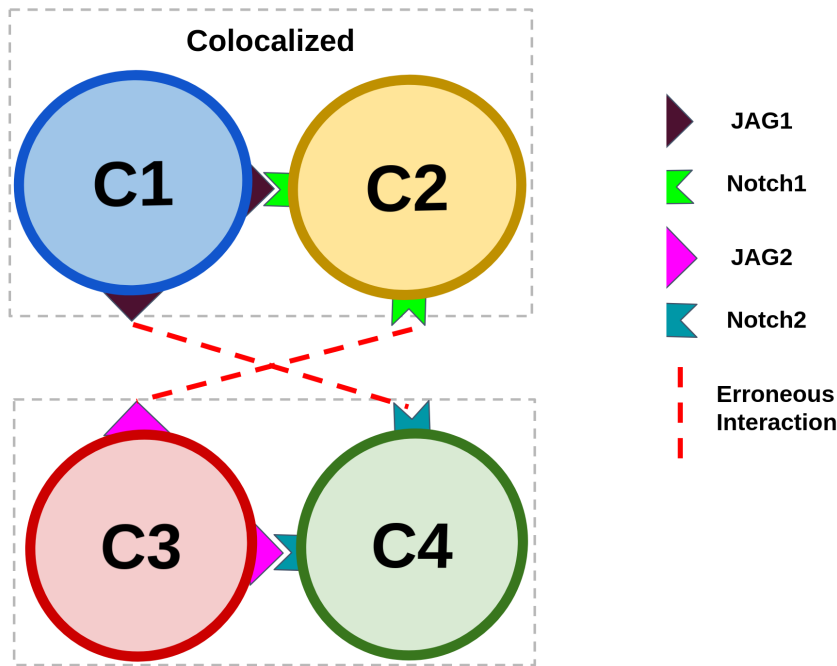 Colocalized
C1
C2
C3
C4
JAG1
Notch1
JAG2
Notch2
Erroneous
Interaction